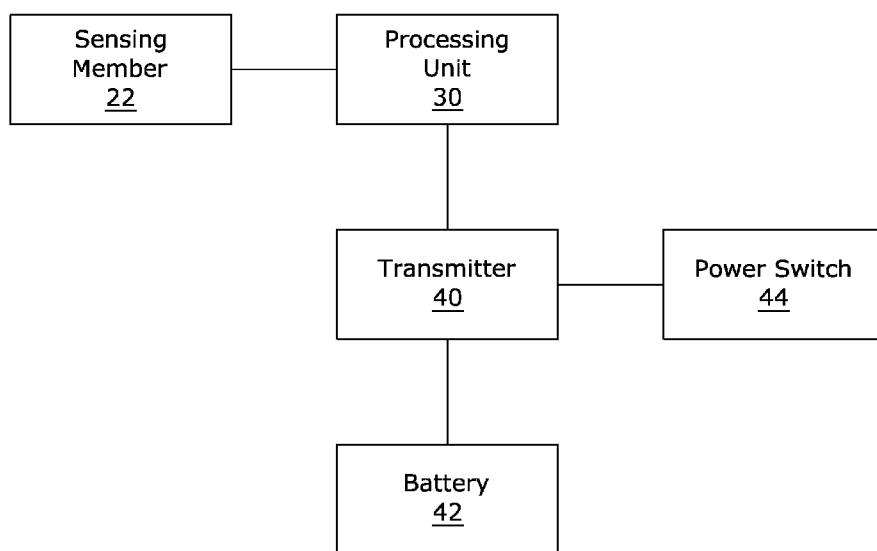 Sensing
Member
22
Processing
Unit
30
Transmitter
40
Power Switch
44
Battery
42